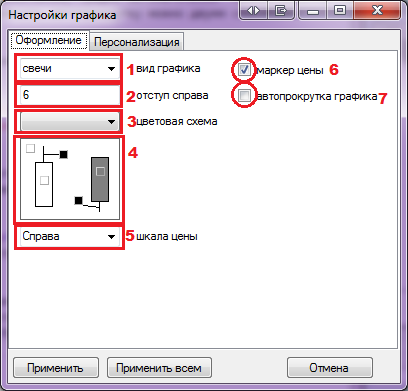 Настройки графика
Оформление Персонализация
свечи 1 вид графика маркер цены 6
6 2 отступ справа автопрокрутка графика 7
3 цветовая схема
4
Справа 5 шкала цены
Применить Применить всем Отмена